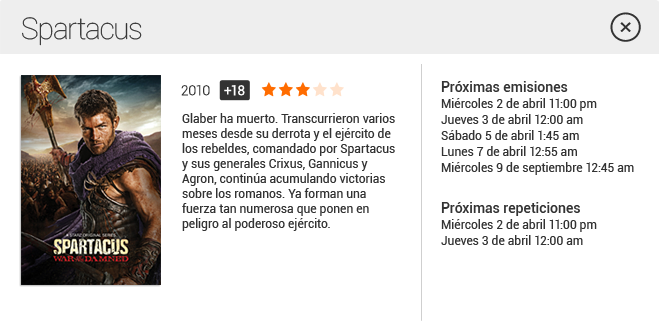 Spartacus
2010 +18
Glaber ha muerto. Transcurrieron varios
meses desde su derrota y el ejército de
los rebeldes, comandado por Spartacus
y sus generales Crixus, Gannicus y
Agron, continúa acumulando victorias
sobre los romanos. Ya forman una
fuerza tan numerosa que ponen en
peligro al poderoso ejército.
A STARZ ORIGINAL SERIES
SPARTACUS
WAR OF THE DAMNED
Próximas emisiones
Miércoles 2 de abril 11:00 pm
Jueves 3 de abril 12:00 am
Sábado 5 de abril 1:45 am
Lunes 7 de abril 12:55 am
Miércoles 9 de septiembre 12:45 am
Próximas repeticiones
Miércoles 2 de abril 11:00 pm
Jueves 3 de abril 12:00 am